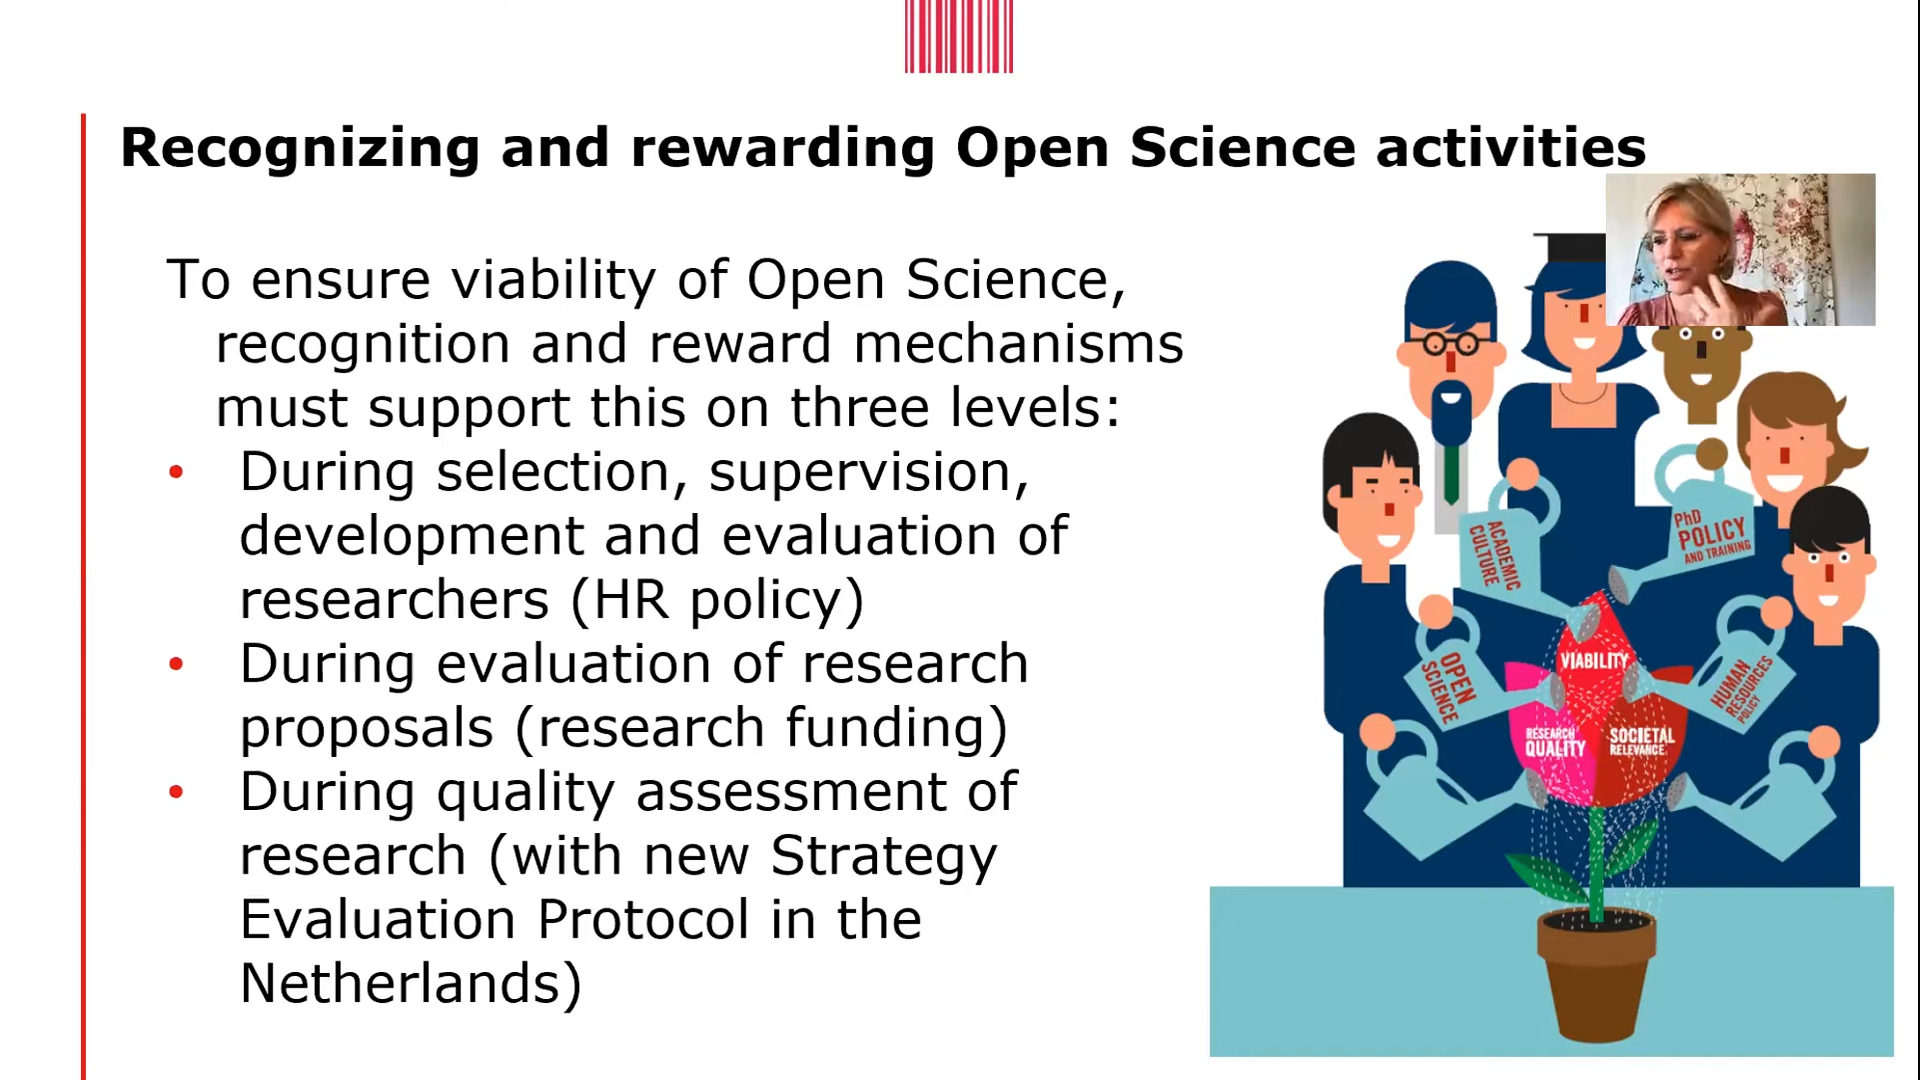 Recognizing and rewarding Open Science activities
To ensure viability of Open Science,
recognition and reward mechanisms
must support this on three levels:
• During selection, supervision,
development and evaluation of
researchers (HR policy)
• During evaluation of research
proposals (research funding)
• During quality assessment of
research (with new Strategy
Evaluation Protocol in the
Netherlands)
ACADEMIC
CULTURE
PhD
POLICY
AND TRAINING
OPEN
SCIENCE
HUMAN
RESOURCES
POLICY
VIABILITY
RESEARCH
QUALITY
SOCIETAL
RELEVANCE